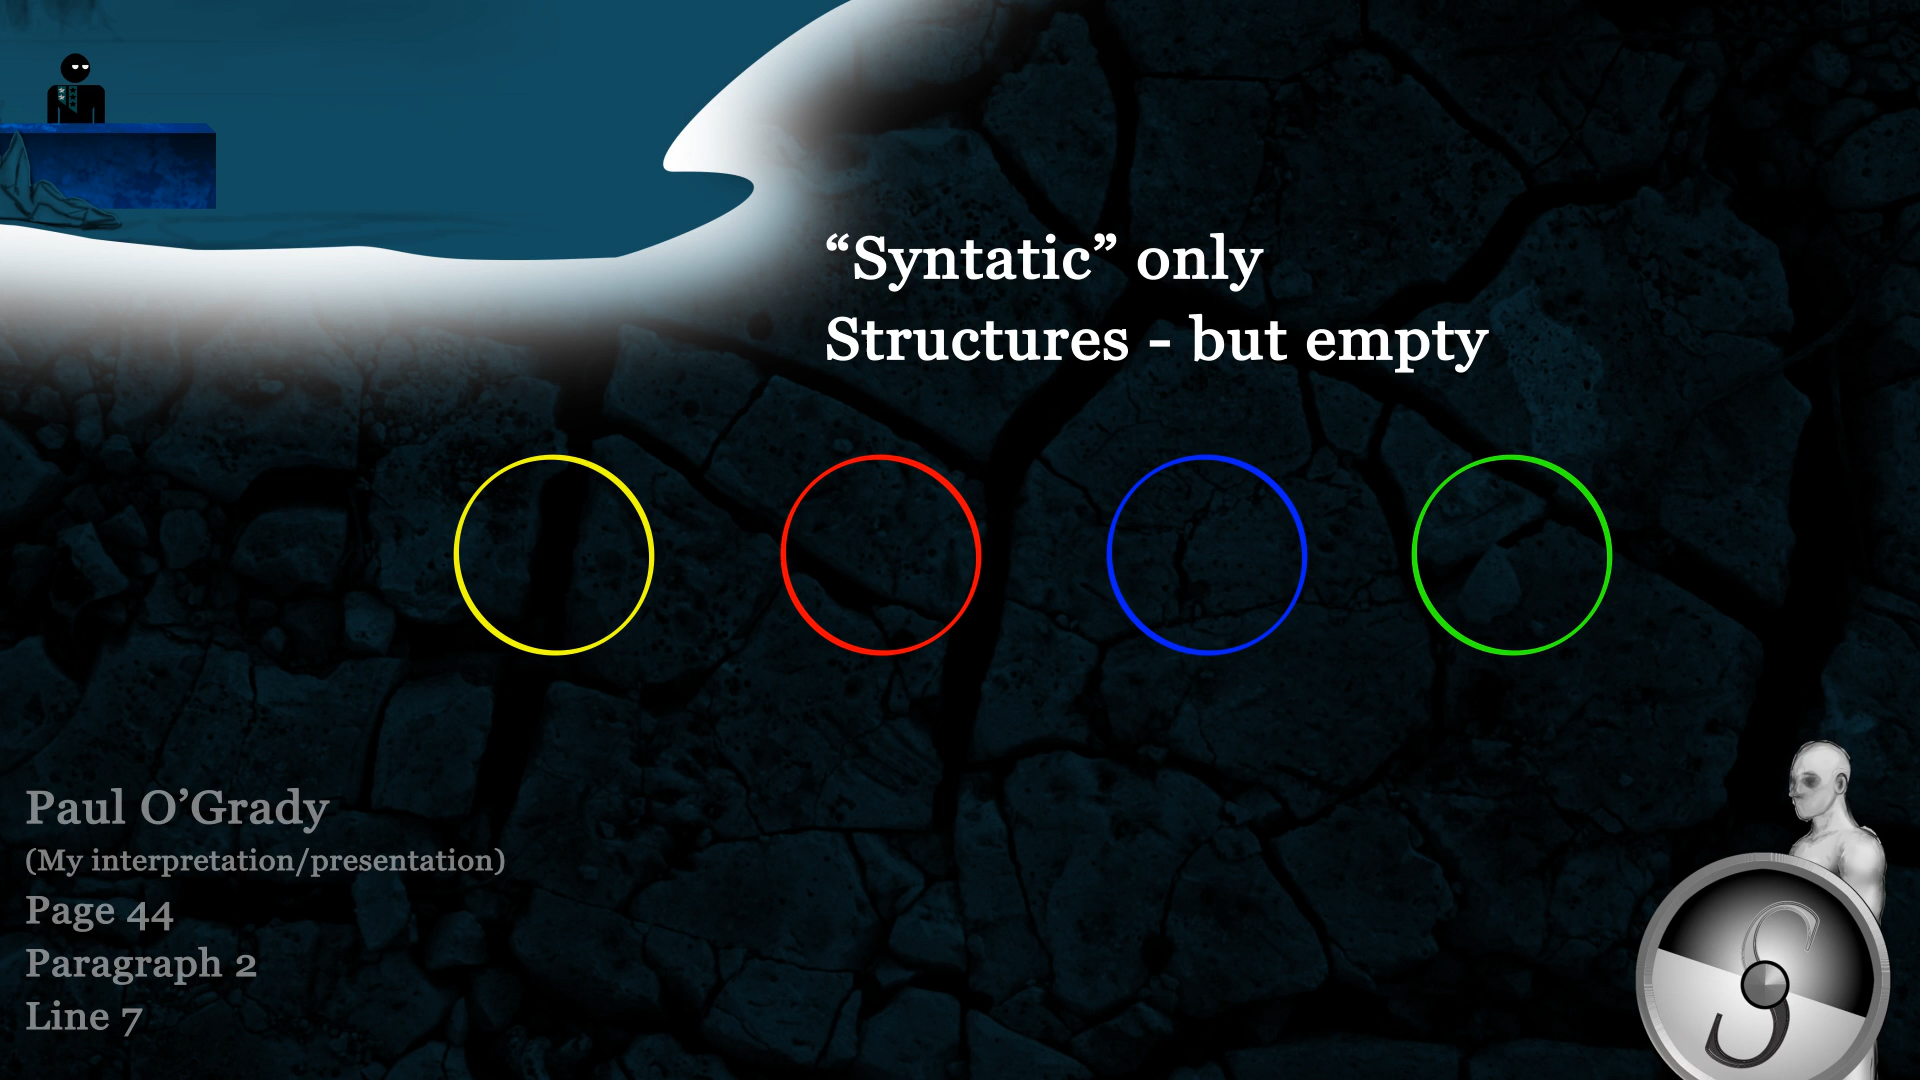 “Syntatic” only
Structures - but empty
Paul O’Grady
(My interpretation/presentation)
Page 44
Paragraph 2
Line 7
S